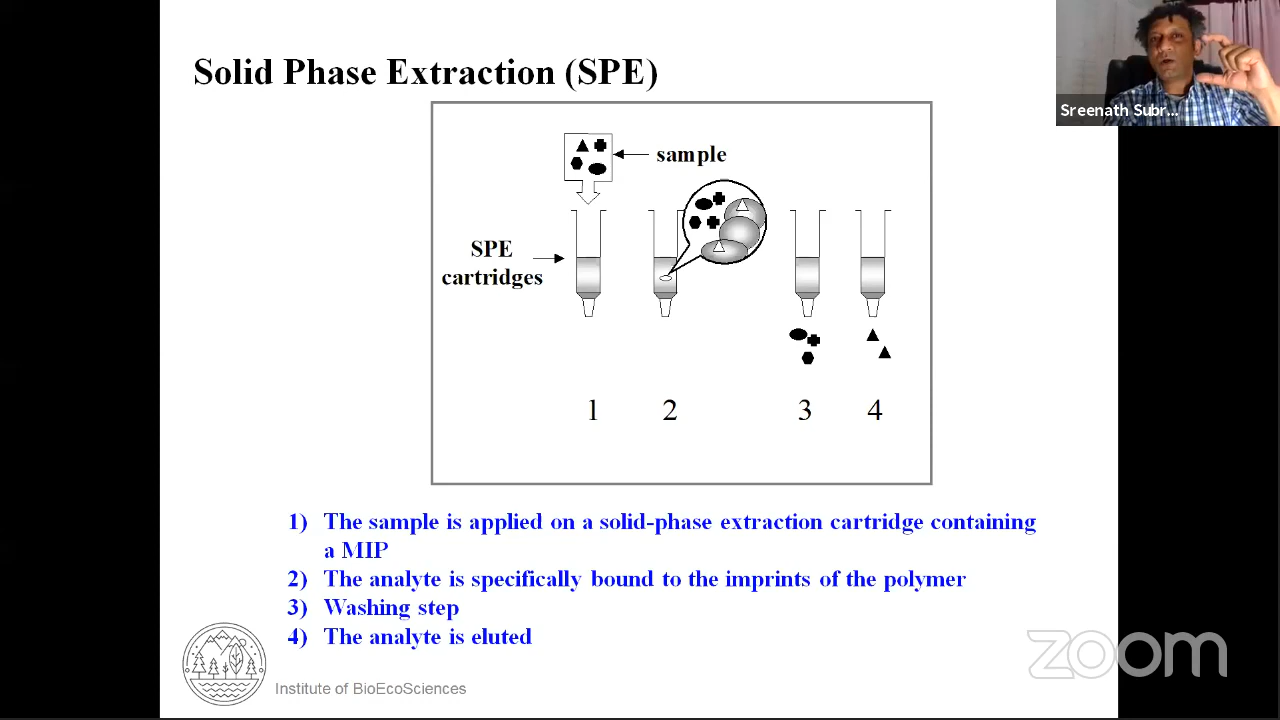 Solid Phase Extraction (SPE)
Sreenath Subr...
sample
SPE
cartridges
1 2 3 4
1) The sample is applied on a solid-phase extraction cartridge containing
a MIP
2) The analyte is specifically bound to the imprints of the polymer
3) Washing step
4) The analyte is eluted
Institute of BioEcoSciences
zoom